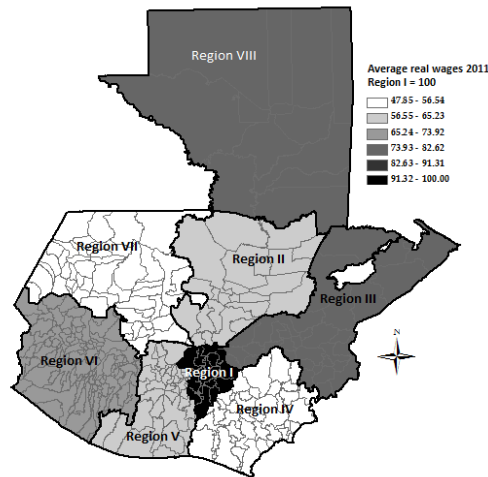 Region VIII
Average real wages 2011
Region I = 100
47.85 - 56.54
56.55 - 65.23
65.24 - 73.92
73.93 - 82.62
82.63 - 91.31
91.32 - 100.00
Region VII
Region II
Region III
N
Region VI
Region I
Region IV
Region V